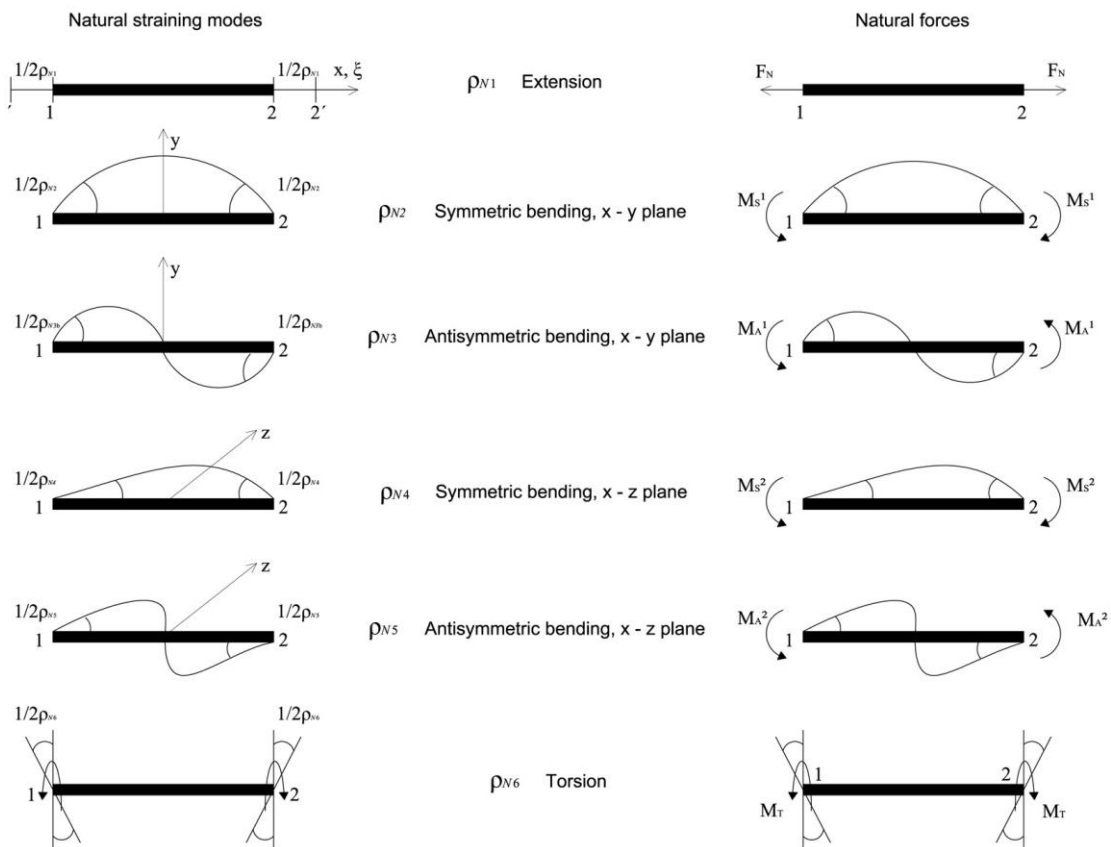 Natural straining modes
Natural forces
1/2ρN1
1/2ρN1
x, ξ
ρN1 Extension
FN
FN
′
1
2
2′
1
2
y
1/2ρN2
1/2ρN2
1
2
ρN2 Symmetric bending, x - y plane
MS¹
MS¹
1
2
y
1/2ρN3b
1/2ρN3b
1
2
ρN3 Antisymmetric bending, x - y plane
MA¹
MA¹
1
2
z
1/2ρN4
1/2ρN4
1
2
ρN4 Symmetric bending, x - z plane
MS²
MS²
1
2
z
1/2ρN5
1/2ρN5
1
2
ρN5 Antisymmetric bending, x - z plane
MA²
MA²
1
2
1/2ρN6
1/2ρN6
1
2
ρN6 Torsion
1
2
MT
MT